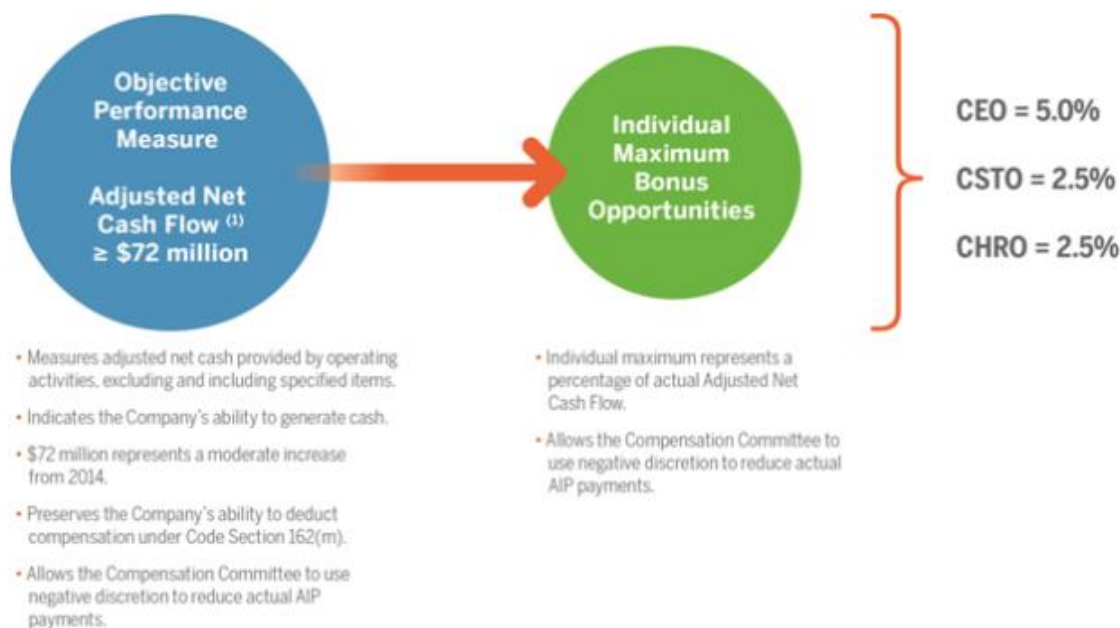 Objective
Performance
Measure
Adjusted Net
Cash Flow (1)
≥ $72 million
Individual
Maximum
Bonus
Opportunities
CEO = 5.0%
CSTO = 2.5%
CHRO = 2.5%
• Measures adjusted net cash provided by operating
activities, excluding and including specified items.
• Indicates the Company's ability to generate cash.
• $72 million represents a moderate increase
from 2014.
• Preserves the Company's ability to deduct
compensation under Code Section 162(m).
• Allows the Compensation Committee to use
negative discretion to reduce actual AIP
payments.
• Individual maximum represents a
percentage of actual Adjusted Net
Cash Flow.
• Allows the Compensation Committee to
use negative discretion to reduce actual
AIP payments.